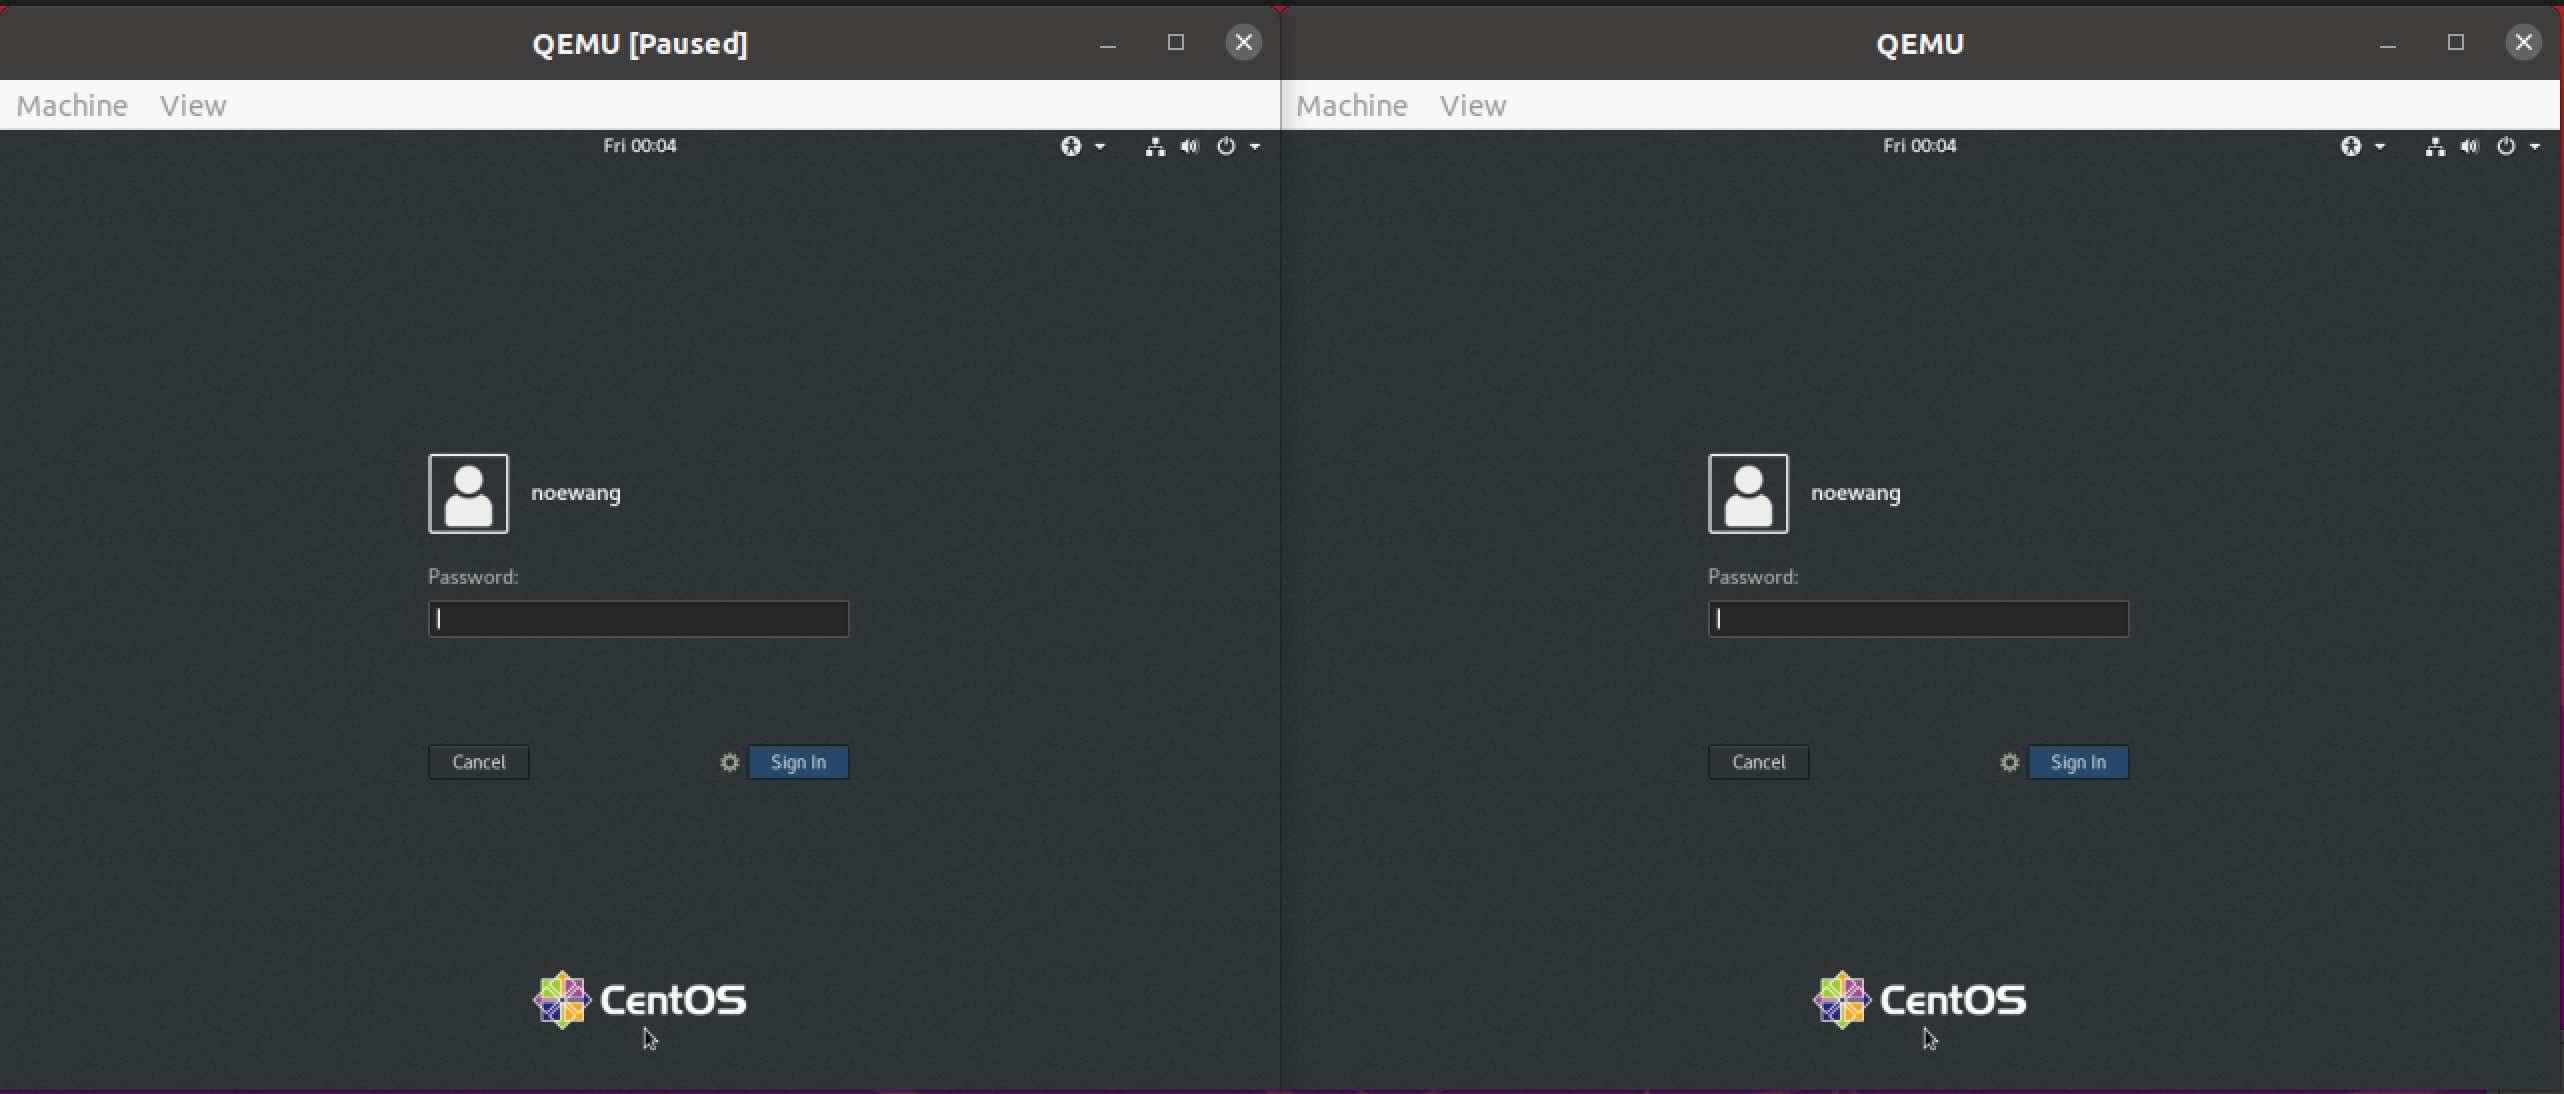 QEMU [Paused]
Machine View
Fri 00:04
noewang
Password:
Cancel
Sign In
CentOS
QEMU
Machine View
Fri 00:04
noewang
Password:
Cancel
Sign In
CentOS